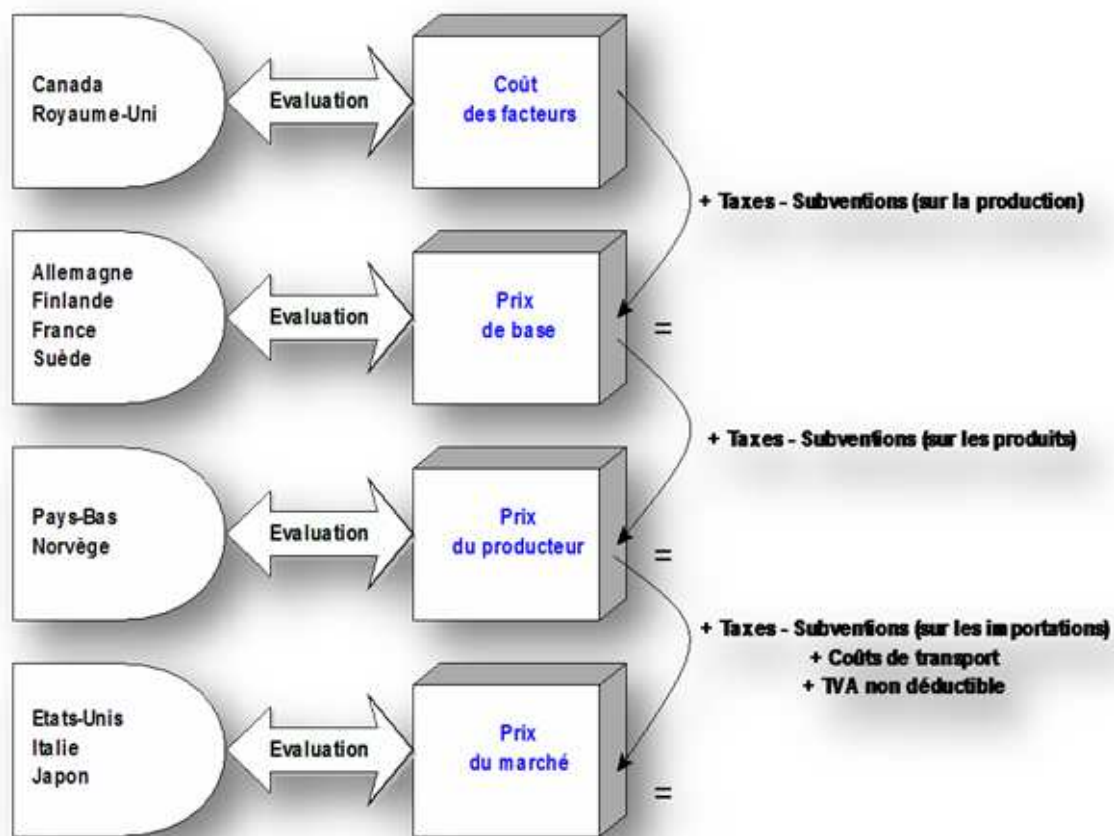 Canada
Royaume-Uni
Evaluation
Coût
des facteurs
+ Taxes - Subventions (sur la production)
Allemagne
Finlande
France
Suède
Evaluation
Prix
de base
=
+ Taxes - Subventions (sur les produits)
Pays-Bas
Norvège
Evaluation
Prix
du producteur
=
+ Taxes - Subventions (sur les importations)
+ Coûts de transport
+ TVA non déductible
Etats-Unis
Italie
Japon
Evaluation
Prix
du marché
=